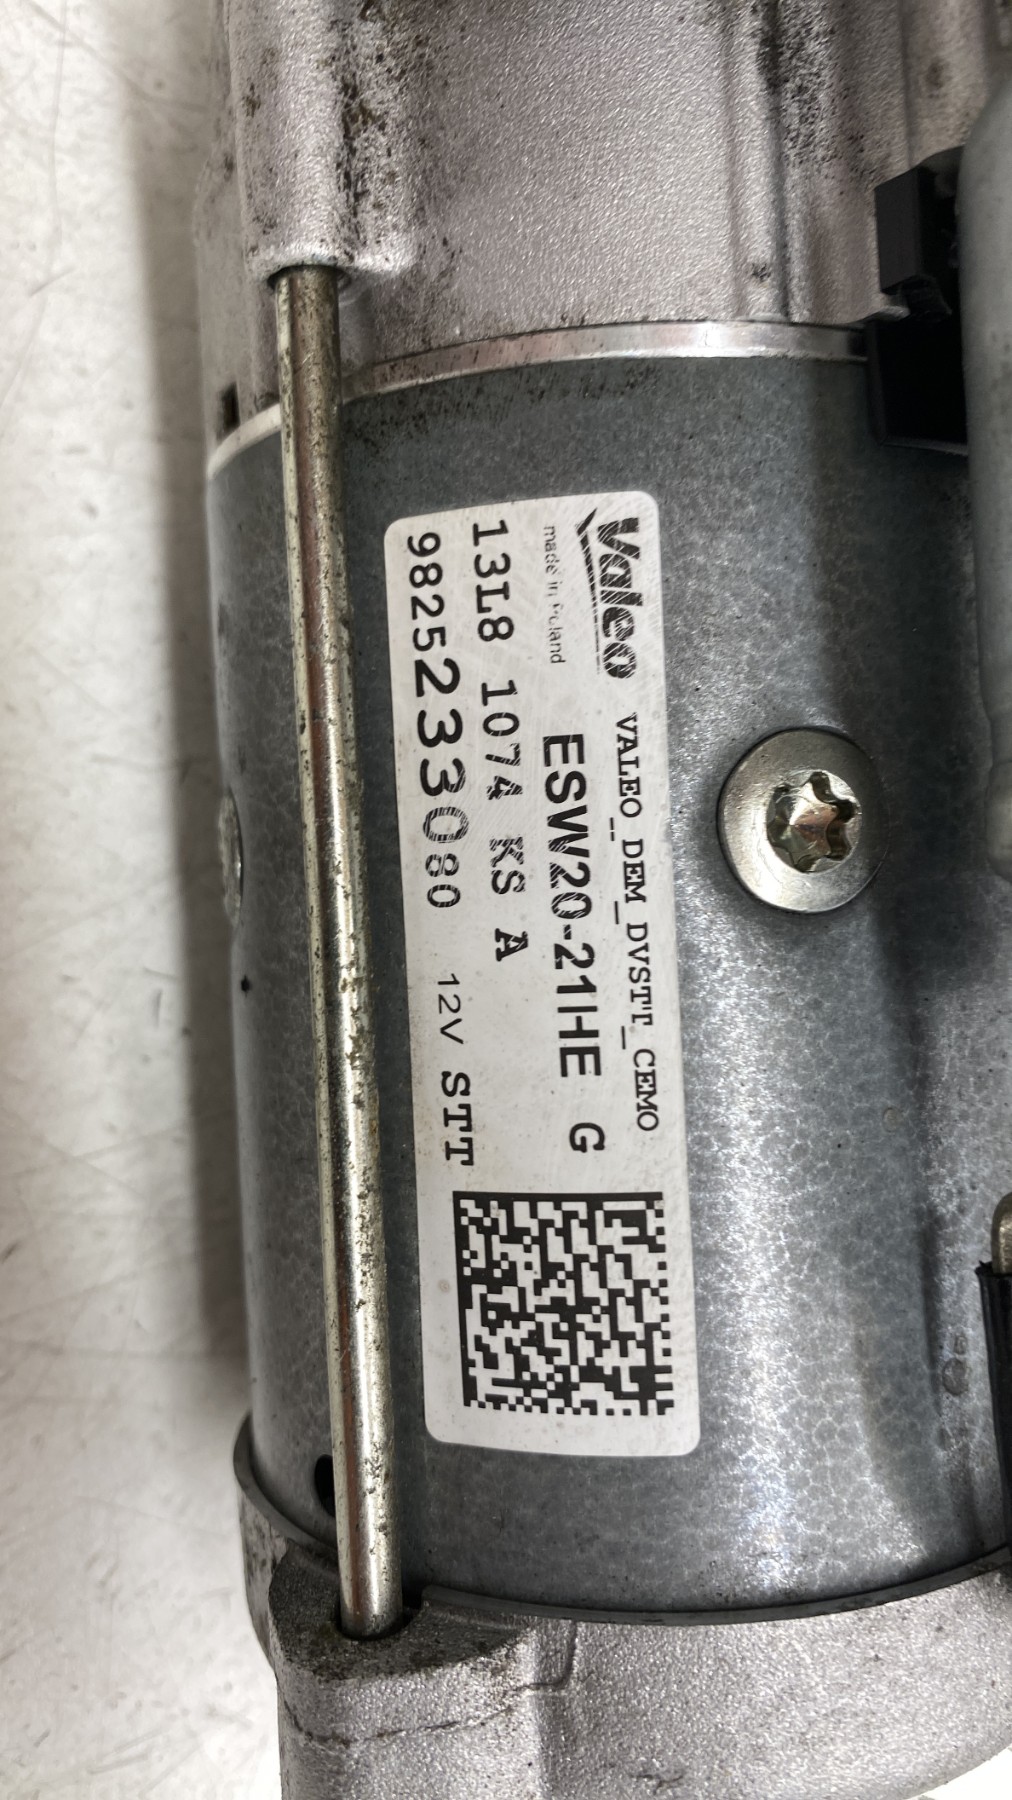 Valeo
VALEO_DEM_DVSTT_CEMO
made in Poland
ESW20-21HE G
13L8 1074 KS A
9825233080 12V STT